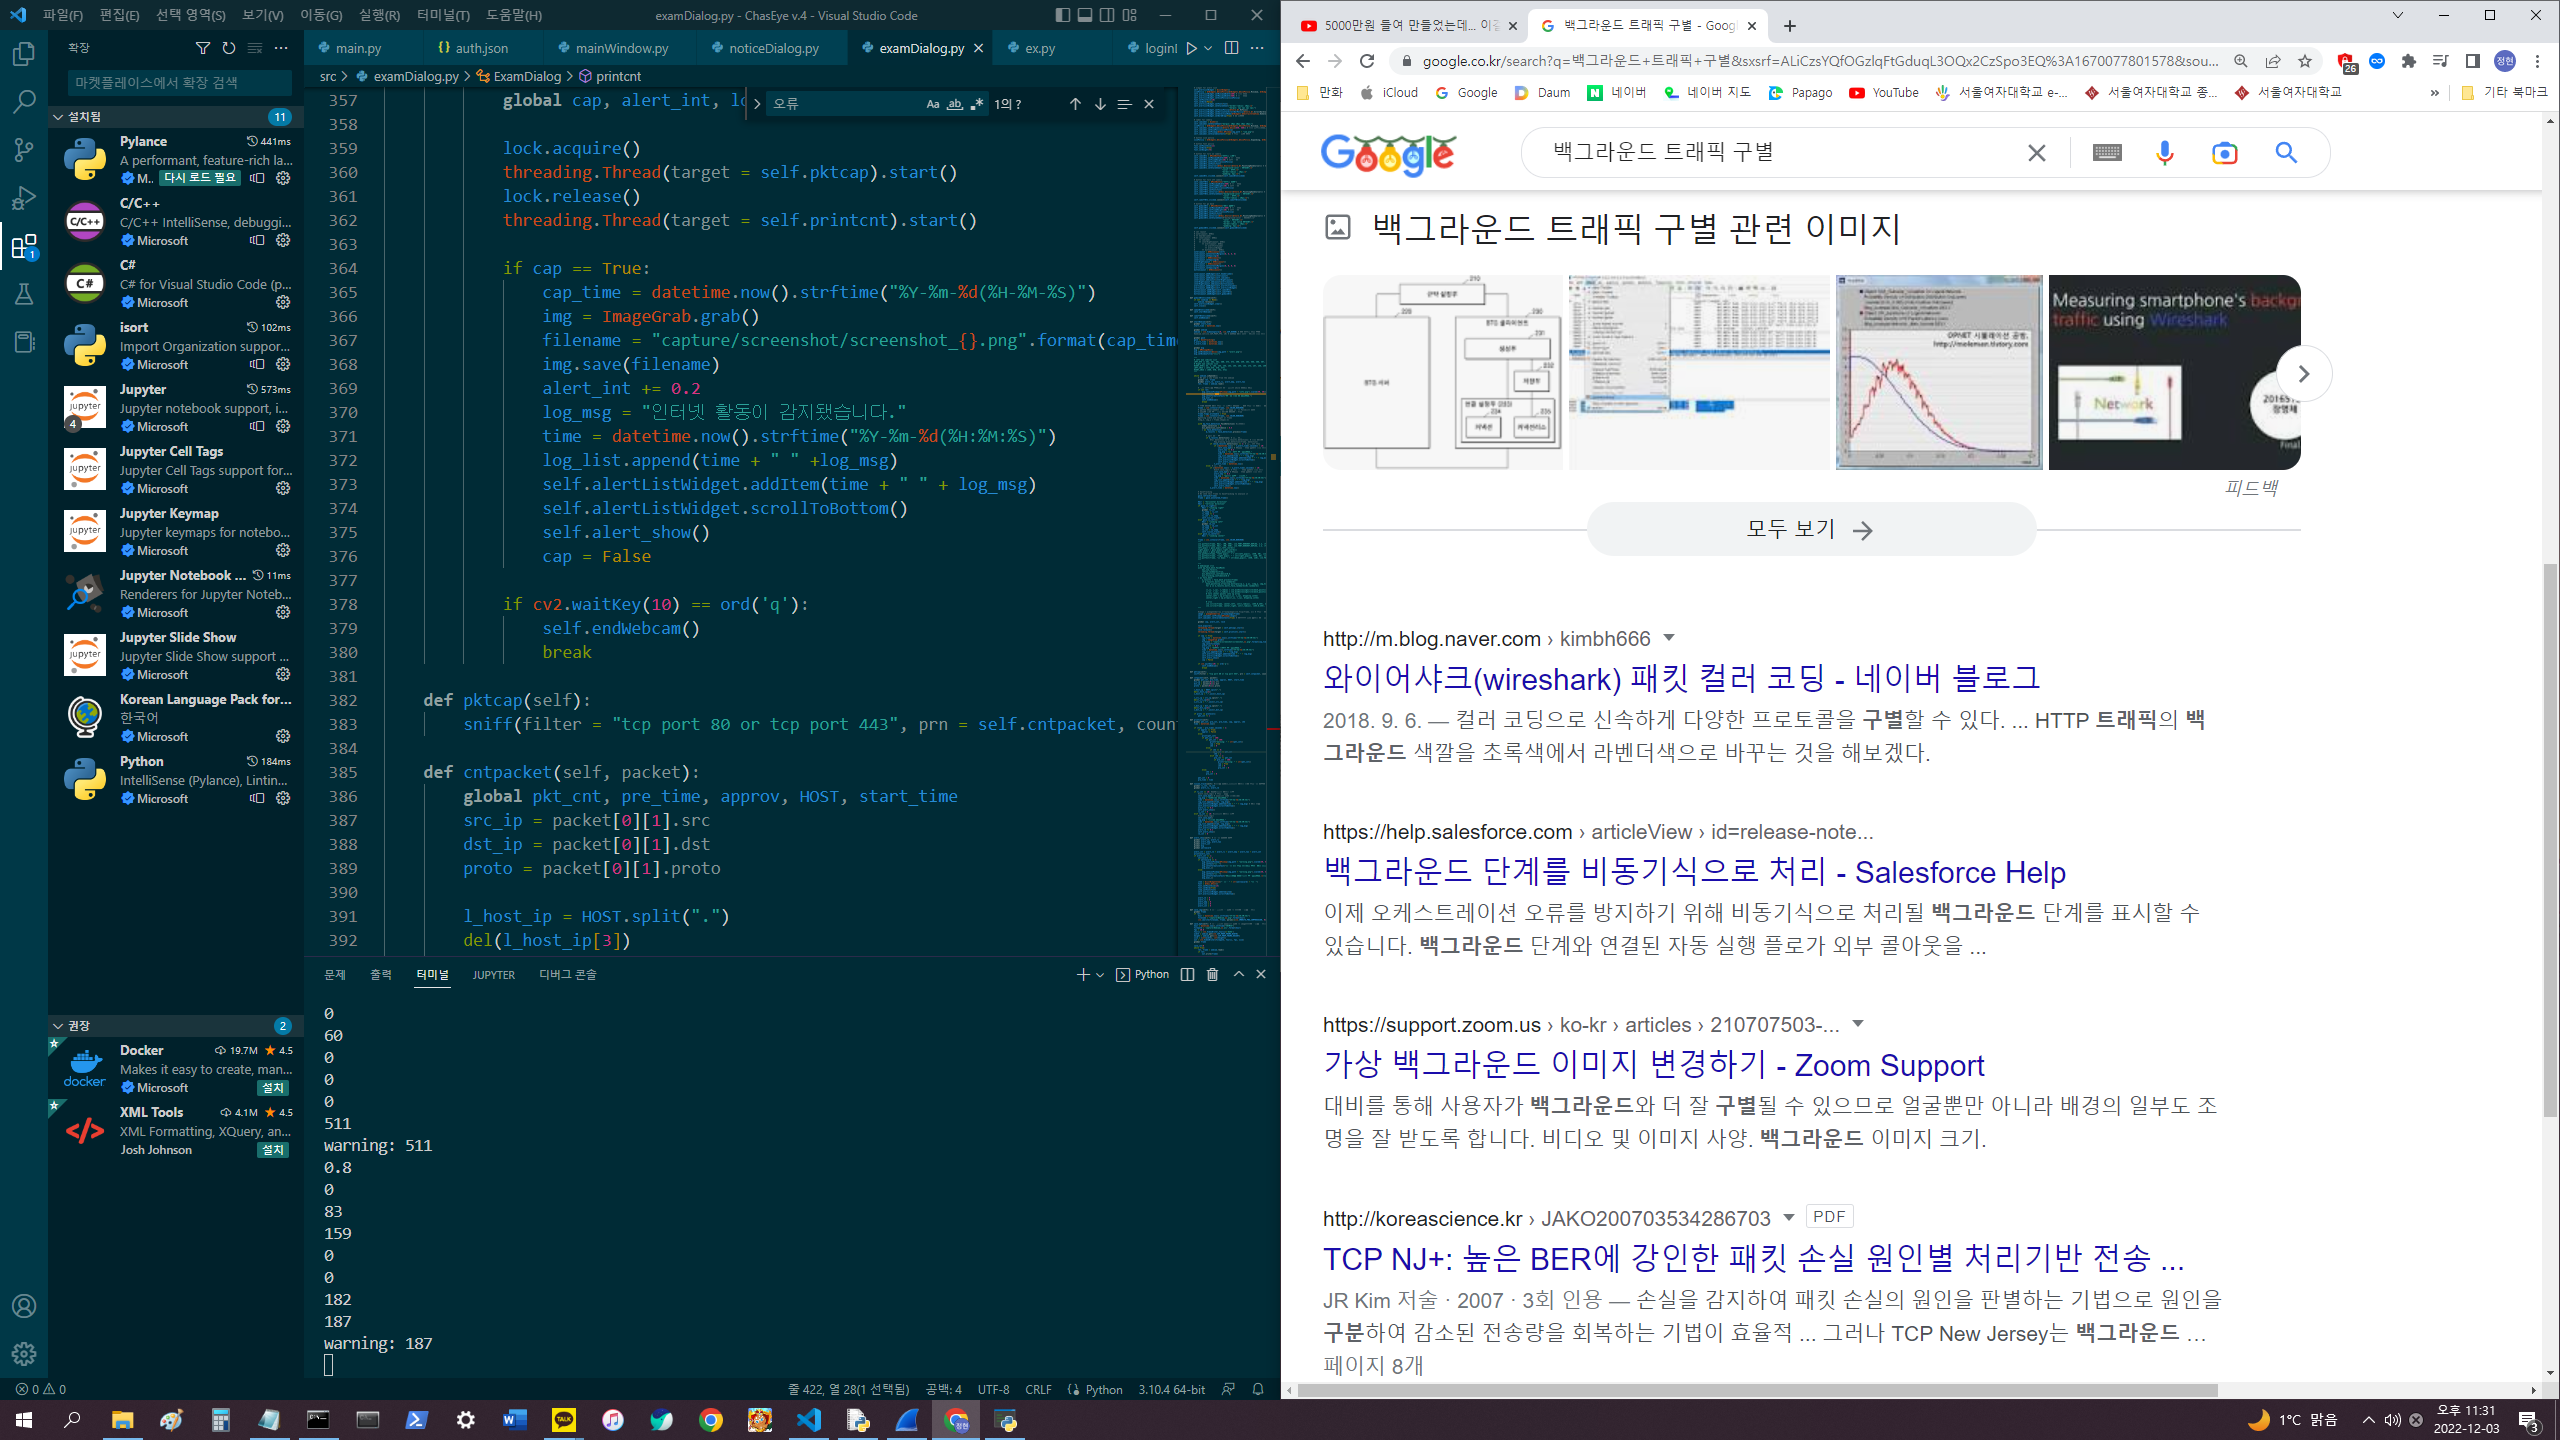 파일(F) 편집(E) 선택 영역(S) 보기(V) 이동(G) 실행(R) 터미널(T) 도움말(H)
examDialog.py - ChasEye v.4 - Visual Studio Code
확장
마켓플레이스에서 확장 검색
설치됨 11
Pylance 441ms
A performant, feature-rich la...
M.. 다시 로드 필요
C/C++
C/C++ IntelliSense, debuggi...
Microsoft
C#
C# for Visual Studio Code (p...
Microsoft
isort 102ms
Import Organization suppor...
Microsoft
Jupyter 573ms
Jupyter notebook support, i...
Microsoft
Jupyter Cell Tags
Jupyter Cell Tags support for...
Microsoft
Jupyter Keymap
Jupyter keymaps for notebo...
Microsoft
Jupyter Notebook ... 11ms
Renderers for Jupyter Noteb...
Microsoft
Jupyter Slide Show
Jupyter Slide Show support ...
Microsoft
Korean Language Pack for...
한국어
Microsoft
Python 184ms
IntelliSense (Pylance), Lintin...
Microsoft
권장 2
Docker 19.7M 4.5
Makes it easy to create, man...
Microsoft 설치
XML Tools 4.1M 4.5
XML Formatting, XQuery, an...
Josh Johnson 설치
main.py auth.json mainWindow.py noticeDialog.py examDialog.py ex.py loginI
src > examDialog.py > ExamDialog > printcnt
오류 Aa ab 1의 ?
357 global cap, alert_int, lo
358
359 lock.acquire()
360 threading.Thread(target = self.pktcap).start()
361 lock.release()
362 threading.Thread(target = self.printcnt).start()
363
364 if cap == True:
365 cap_time = datetime.now().strftime("%Y-%m-%d(%H-%M-%S)")
366 img = ImageGrab.grab()
367 filename = "capture/screenshot/screenshot_{}.png".format(cap_tim
368 img.save(filename)
369 alert_int += 0.2
370 log_msg = "인터넷 활동이 감지됐습니다."
371 time = datetime.now().strftime("%Y-%m-%d(%H:%M:%S)")
372 log_list.append(time + " " +log_msg)
373 self.alertListWidget.addItem(time + " " + log_msg)
374 self.alertListWidget.scrollToBottom()
375 self.alert_show()
376 cap = False
377
378 if cv2.waitKey(10) == ord('q'):
379 self.endWebcam()
380 break
381
382 def pktcap(self):
383 sniff(filter = "tcp port 80 or tcp port 443", prn = self.cntpacket, coun
384
385 def cntpacket(self, packet):
386 global pkt_cnt, pre_time, approv, HOST, start_time
387 src_ip = packet[0][1].src
388 dst_ip = packet[0][1].dst
389 proto = packet[0][1].proto
390
391 l_host_ip = HOST.split(".")
392 del(l_host_ip[3])
문제 출력 터미널 JUPYTER 디버그 콘솔 Python
0
60
0
0
0
511
warning: 511
0.8
0
83
159
0
0
182
187
warning: 187
0 0 줄 422, 열 28(1 선택됨) 공백: 4 UTF-8 CRLF Python 3.10.4 64-bit
5000만원 들여 만들었는데... 이걸 백그라운드 트래픽 구별 - Goog
google.co.kr/search?q=백그라운드+트래픽+구별&sxsrf=ALiCzsYQfOGzlqFtGduqL3OQx2CzSpo3EQ%3A1670077801578&sou... 26 정현
만화 iCloud Google Daum 네이버 네이버 지도 Papago YouTube 서울여자대학교 e-... 서울여자대학교 종... 서울여자대학교 » 기타 북마크
Google 백그라운드 트래픽 구별
백그라운드 트래픽 구별 관련 이미지
Measuring smartphone's backg
traffic using Wireshark
Network
OPNET 시뮬레이션 공방;
http://moleman.tistory.com
피드백
모두 보기 →
http://m.blog.naver.com › kimbh666
와이어샤크(wireshark) 패킷 컬러 코딩 - 네이버 블로그
2018. 9. 6. — 컬러 코딩으로 신속하게 다양한 프로토콜을 구별할 수 있다. ... HTTP 트래픽의 백
그라운드 색깔을 초록색에서 라벤더색으로 바꾸는 것을 해보겠다.
https://help.salesforce.com › articleView › id=release-note...
백그라운드 단계를 비동기식으로 처리 - Salesforce Help
이제 오케스트레이션 오류를 방지하기 위해 비동기식으로 처리될 백그라운드 단계를 표시할 수
있습니다. 백그라운드 단계와 연결된 자동 실행 플로가 외부 콜아웃을 ...
https://support.zoom.us › ko-kr › articles › 210707503-...
가상 백그라운드 이미지 변경하기 - Zoom Support
대비를 통해 사용자가 백그라운드와 더 잘 구별될 수 있으므로 얼굴뿐만 아니라 배경의 일부도 조
명을 잘 받도록 합니다. 비디오 및 이미지 사양. 백그라운드 이미지 크기.
http://koreascience.kr › JAKO200703534286703 PDF
TCP NJ+: 높은 BER에 강인한 패킷 손실 원인별 처리기반 전송 ...
JR Kim 저술 · 2007 · 3회 인용 — 손실을 감지하여 패킷 손실의 원인을 판별하는 기법으로 원인을
구분하여 감소된 전송량을 회복하는 기법이 효율적 ... 그러나 TCP New Jersey는 백그라운드 ...
페이지 8개
1°C 맑음 오후 11:31
2022-12-03 3